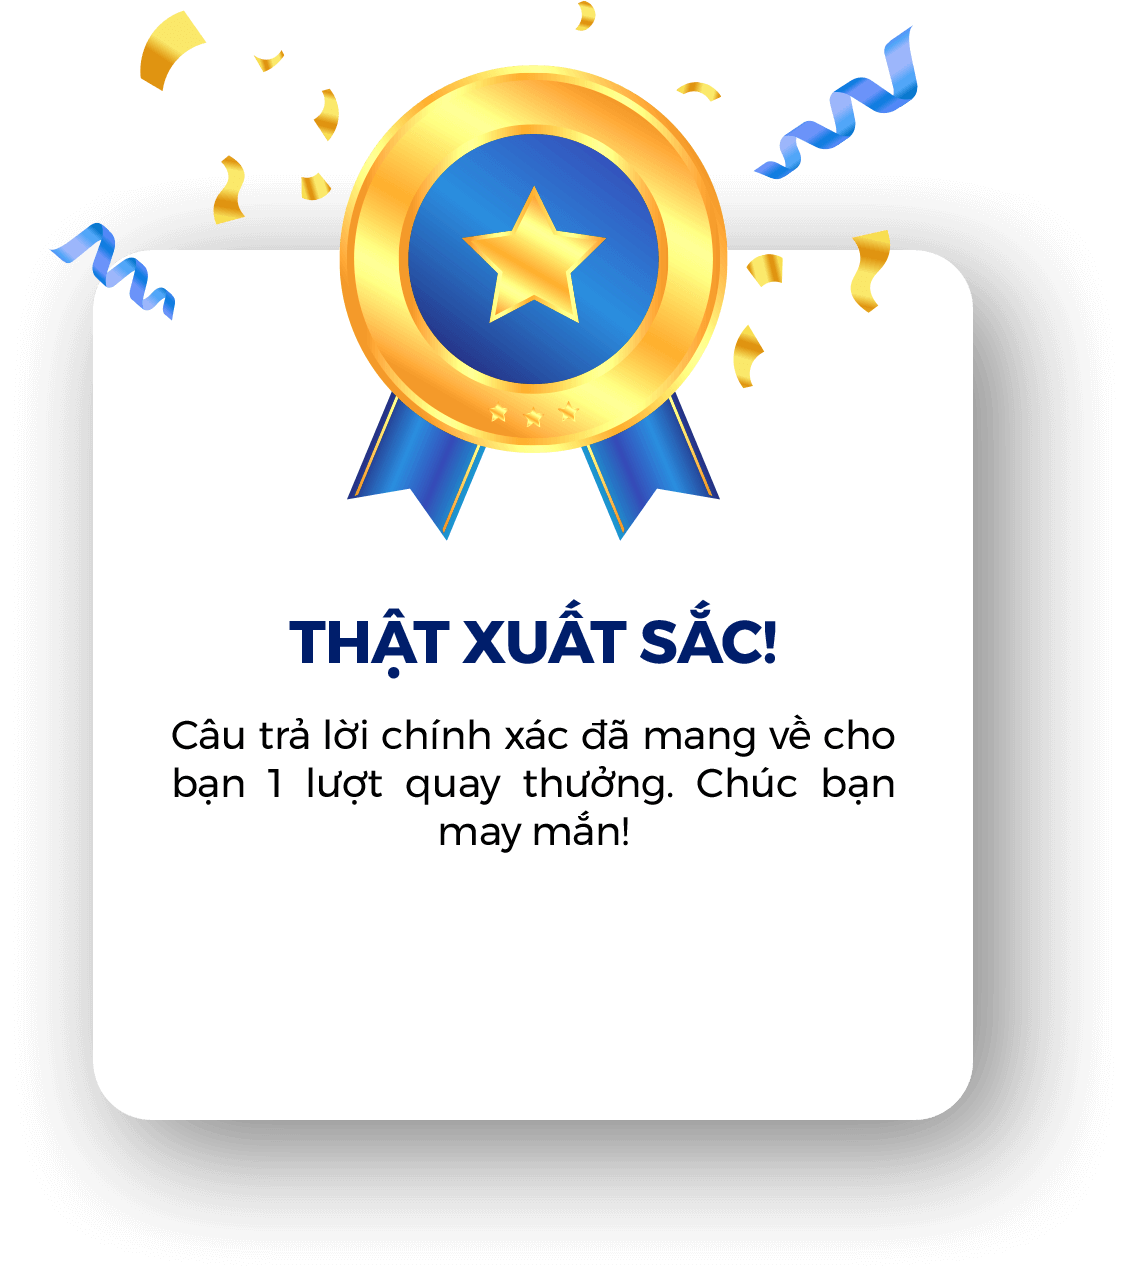 THẬT XUẤT SẮC!
Câu trả lời chính xác đã mang về cho
bạn 1 lượt quay thưởng. Chúc bạn
may mắn!